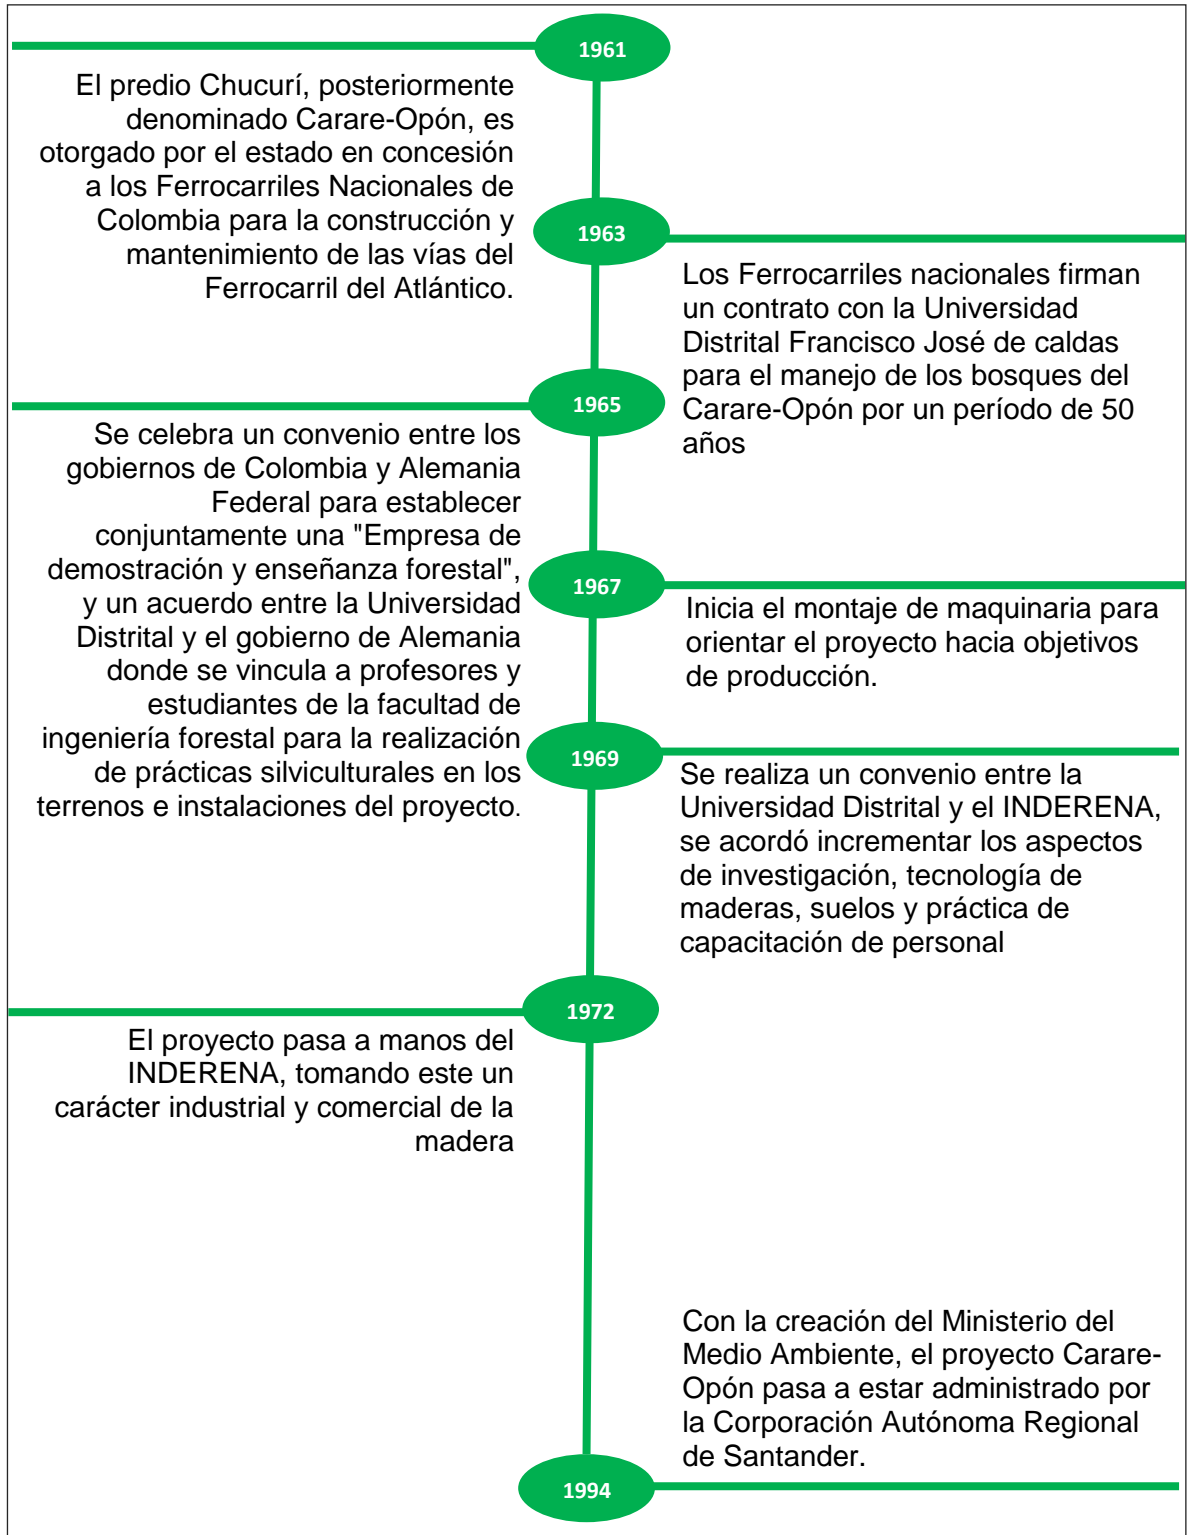 1961
El predio Chucurí, posteriormente
denominado Carare-Opón, es
otorgado por el estado en concesión
a los Ferrocarriles Nacionales de
Colombia para la construcción y
mantenimiento de las vías del
Ferrocarril del Atlántico.
1963
Los Ferrocarriles nacionales firman
un contrato con la Universidad
Distrital Francisco José de caldas
para el manejo de los bosques del
Carare-Opón por un período de 50
años
1965
Se celebra un convenio entre los
gobiernos de Colombia y Alemania
Federal para establecer
conjuntamente una "Empresa de
demostración y enseñanza forestal",
y un acuerdo entre la Universidad
Distrital y el gobierno de Alemania
donde se vincula a profesores y
estudiantes de la facultad de
ingeniería forestal para la realización
de prácticas silviculturales en los
terrenos e instalaciones del proyecto.
1967
Inicia el montaje de maquinaria para
orientar el proyecto hacia objetivos
de producción.
1969
Se realiza un convenio entre la
Universidad Distrital y el INDERENA,
se acordó incrementar los aspectos
de investigación, tecnología de
maderas, suelos y práctica de
capacitación de personal
1972
El proyecto pasa a manos del
INDERENA, tomando este un
carácter industrial y comercial de la
madera
Con la creación del Ministerio del
Medio Ambiente, el proyecto Carare-
Opón pasa a estar administrado por
la Corporación Autónoma Regional
de Santander.
1994